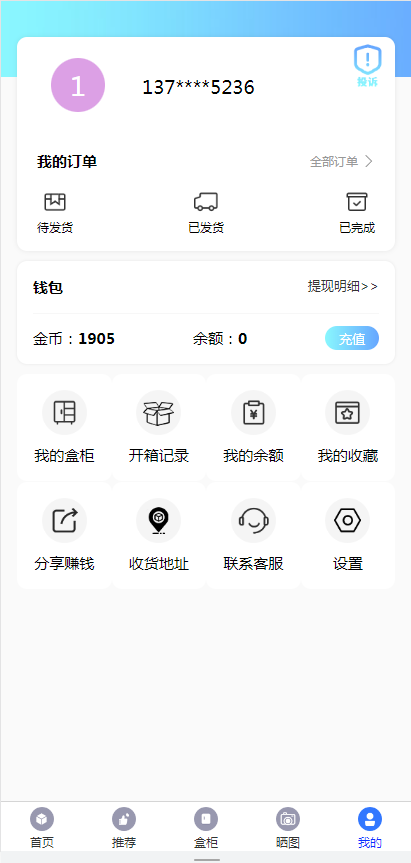 投诉
1
137****5236
我的订单 全部订单
待发货 已发货 已完成
钱包 提现明细>>
金币：1905 余额：0 充值
我的盒柜 开箱记录 我的余额 我的收藏
分享赚钱 收货地址 联系客服 设置
首页 推荐 盒柜 晒图 我的